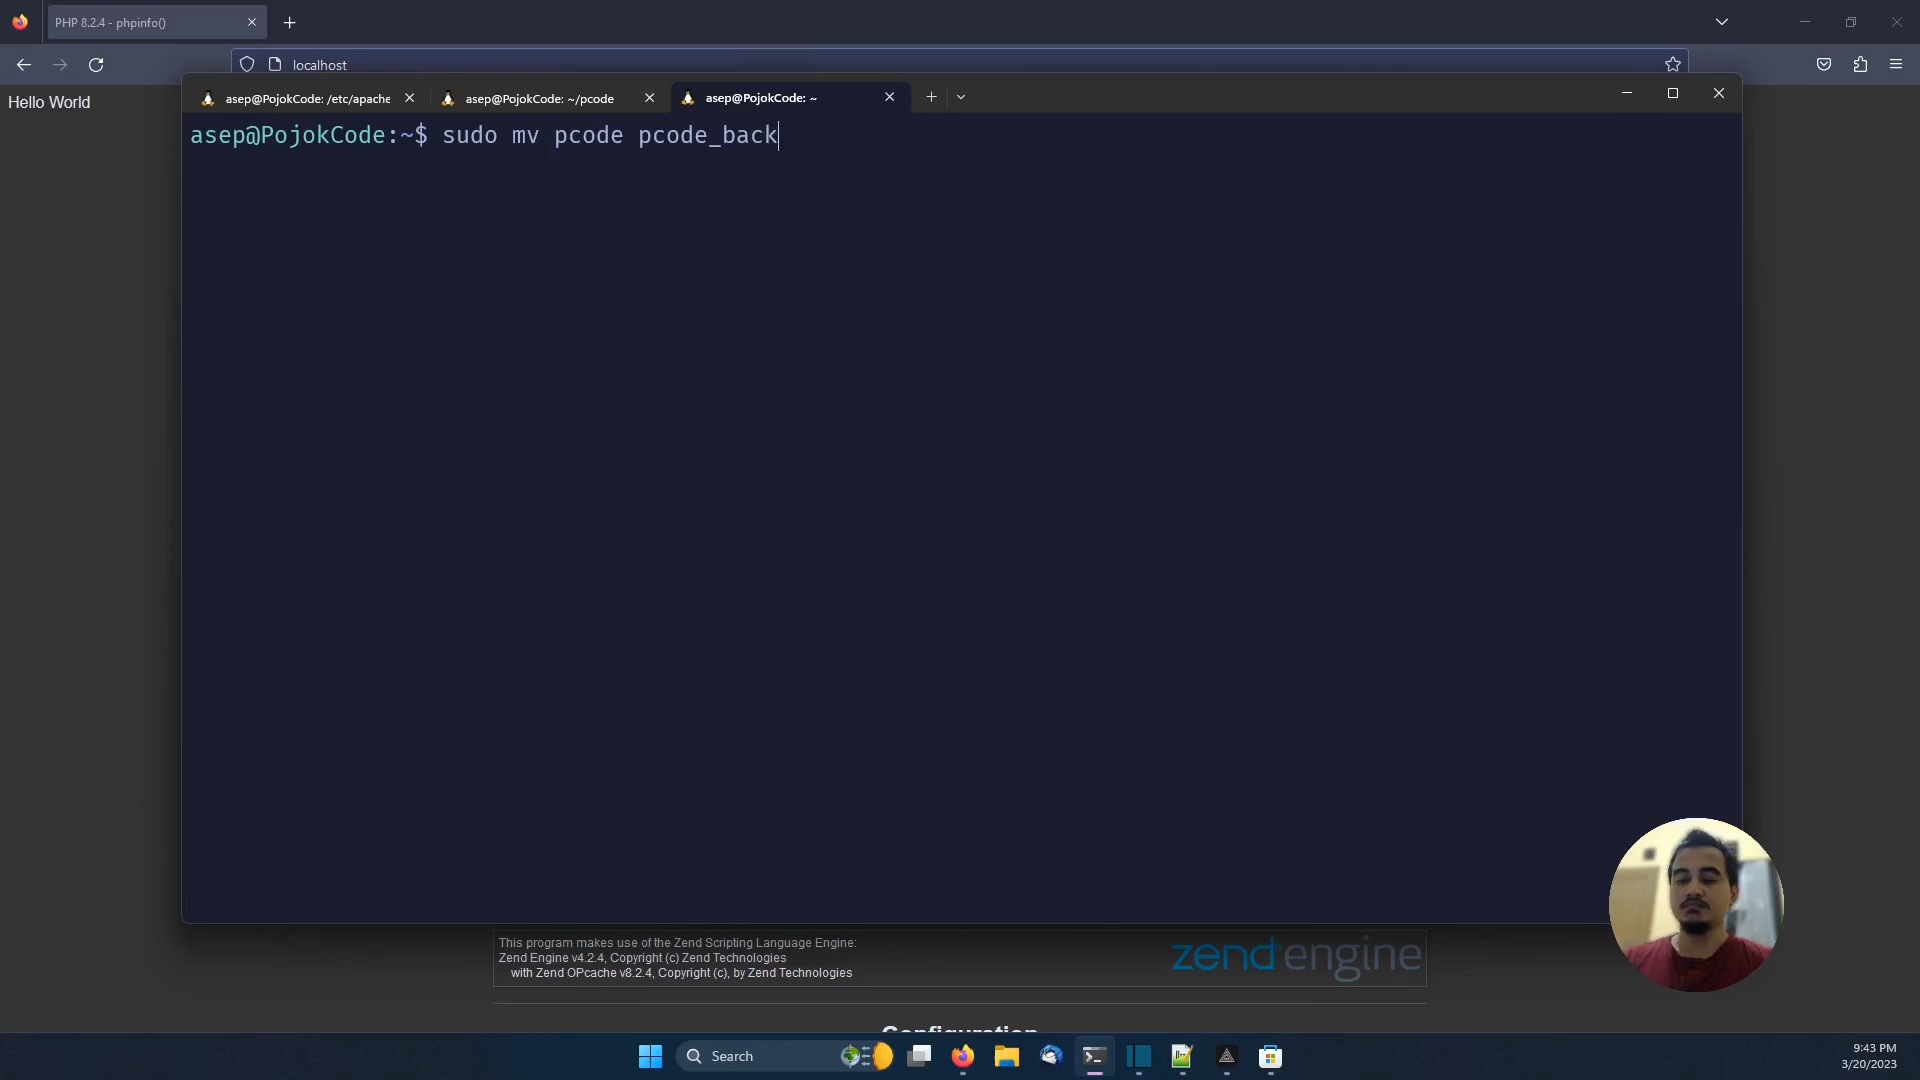 PHP 8.2.4 - phpinfo()
localhost
Hello World
asep@PojokCode: /etc/apache
asep@PojokCode: ~/pcode
asep@PojokCode: ~
asep@PojokCode:~$ sudo mv pcode pcode_back
This program makes use of the Zend Scripting Language Engine:
Zend Engine v4.2.4, Copyright (c) Zend Technologies
with Zend OPcache v8.2.4, Copyright (c), by Zend Technologies
zend engine
Configuration
Search
9:43 PM
3/20/2023